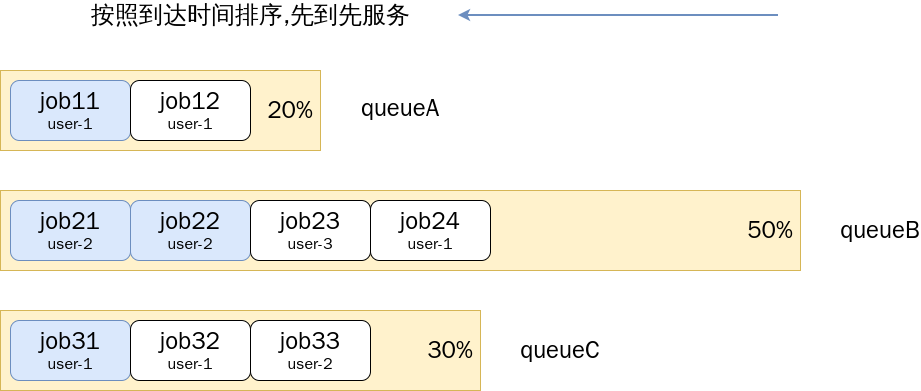 按照到达时间排序,先到先服务
job11 job12 20% queueA
user-1 user-1
job21 job22 job23 job24 50% queueB
user-2 user-2 user-3 user-1
job31 job32 job33 30% queueC
user-1 user-1 user-2